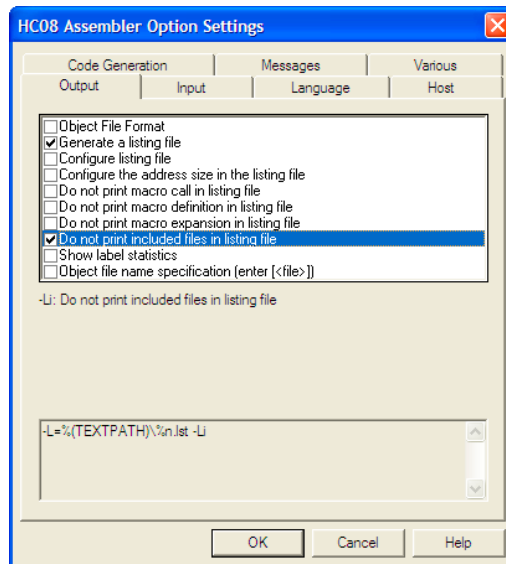 HC08 Assembler Option Settings
Code Generation Messages Various
Output Input Language Host
Object File Format
Generate a listing file
Configure listing file
Configure the address size in the listing file
Do not print macro call in listing file
Do not print macro definition in listing file
Do not print macro expansion in listing file
Do not print included files in listing file
Show label statistics
Object file name specification (enter [<file>])
-Li: Do not print included files in listing file
-L=%(TEXTPATH)\%n.lst -Li
OK Cancel Help